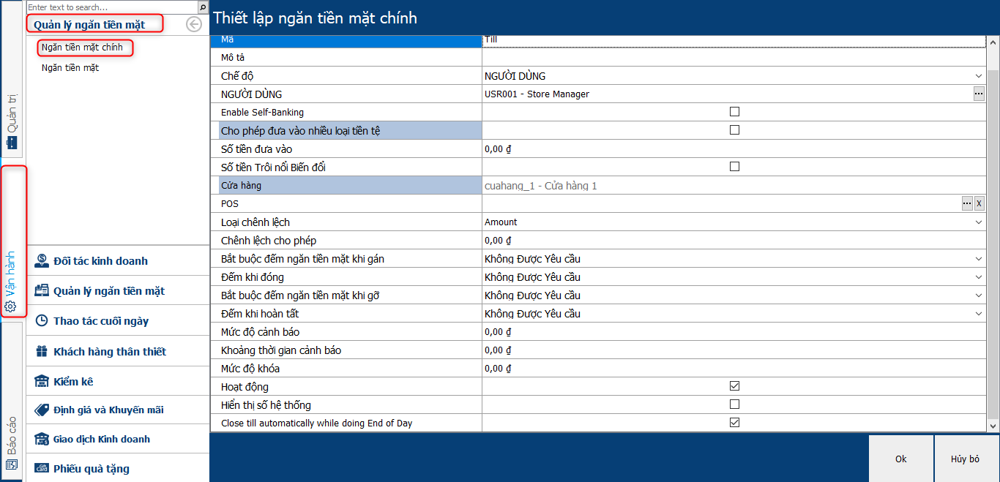 Enter text to search...
Quản lý ngăn tiền mặt
Ngăn tiền mặt chính
Ngăn tiền mặt
Quản trị
Vận hành
Báo cáo
Đối tác kinh doanh
Quản lý ngăn tiền mặt
Thao tác cuối ngày
Khách hàng thân thiết
Kiểm kê
Định giá và Khuyến mãi
Giao dịch Kinh doanh
Phiếu quà tặng
Thiết lập ngăn tiền mặt chính
Mã Till
Mô tả
Chế độ NGƯỜI DÙNG
NGƯỜI DÙNG USR001 - Store Manager ...
Enable Self-Banking
Cho phép đưa vào nhiều loại tiền tệ
Số tiền đưa vào 0,00 ₫
Số tiền Trôi nổi Biến đổi
Cửa hàng cuahang_1 - Cửa hàng 1
POS ... X
Loại chênh lệch Amount
Chênh lệch cho phép 0,00 ₫
Bắt buộc đếm ngăn tiền mặt khi gán Không Được Yêu cầu
Đếm khi đóng Không Được Yêu cầu
Bắt buộc đếm ngăn tiền mặt khi gỡ Không Được Yêu cầu
Đếm khi hoàn tất Không Được Yêu cầu
Mức độ cảnh báo 0,00 ₫
Khoảng thời gian cảnh báo 0,00 ₫
Mức độ khóa 0,00 ₫
Hoạt động
Hiển thị số hệ thống
Close till automatically while doing End of Day
Ok
Hủy bỏ